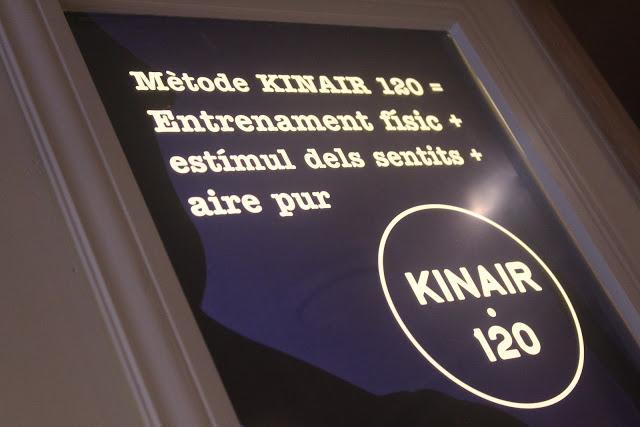 Mètode KINAIR 120 =
Entrenament físic +
estímul dels sentits +
aire pur
KINAIR
·
120